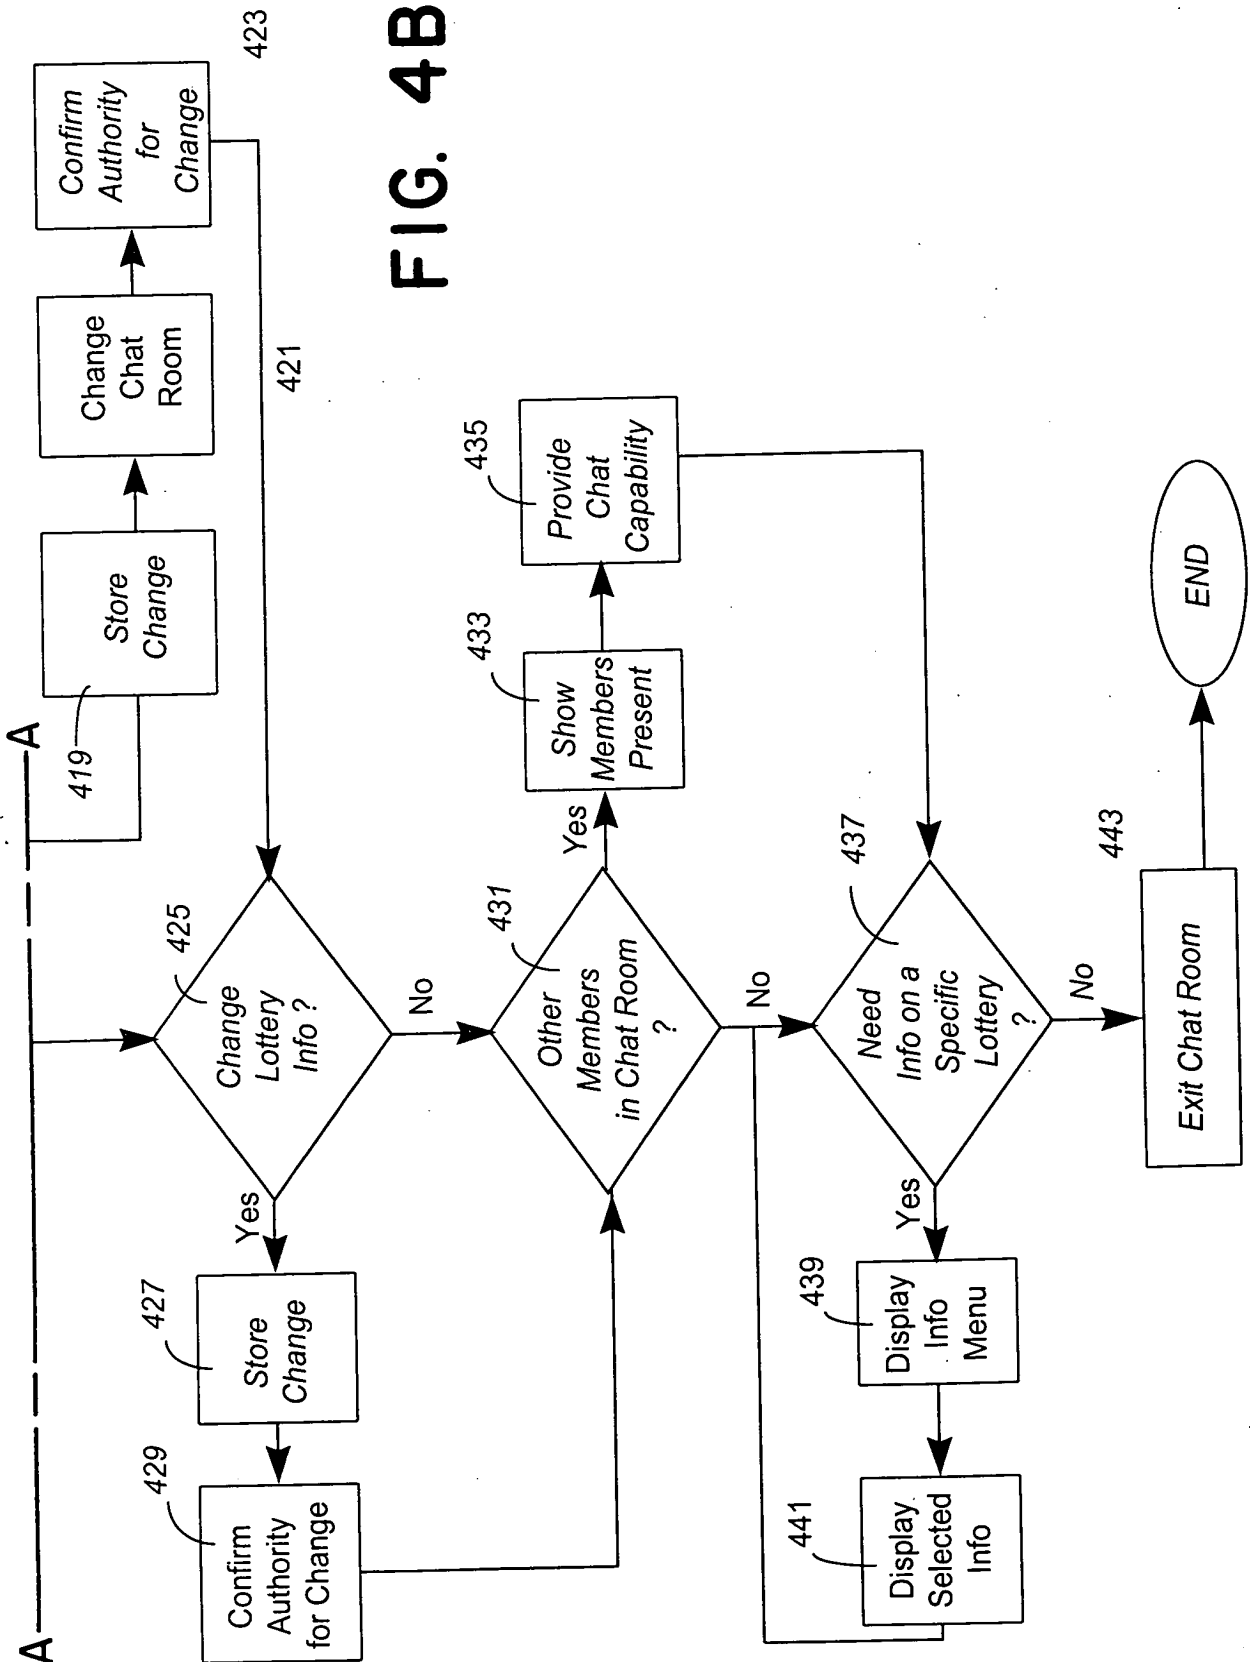 A
A
419
Store
Change
Change
Chat
Room
421
Confirm
Authority
for
Change
423
425
Change
Lottery
Info ?
Yes
No
427
Store
Change
429
Confirm
Authority
for Change
431
Other
Members
in Chat Room
?
Yes
No
433
Show
Members
Present
435
Provide
Chat
Capability
437
Need
Info on a
Specific
Lottery
?
Yes
No
439
Display
Info
Menu
441
Display
Selected
Info
443
Exit Chat Room
END
FIG. 4B